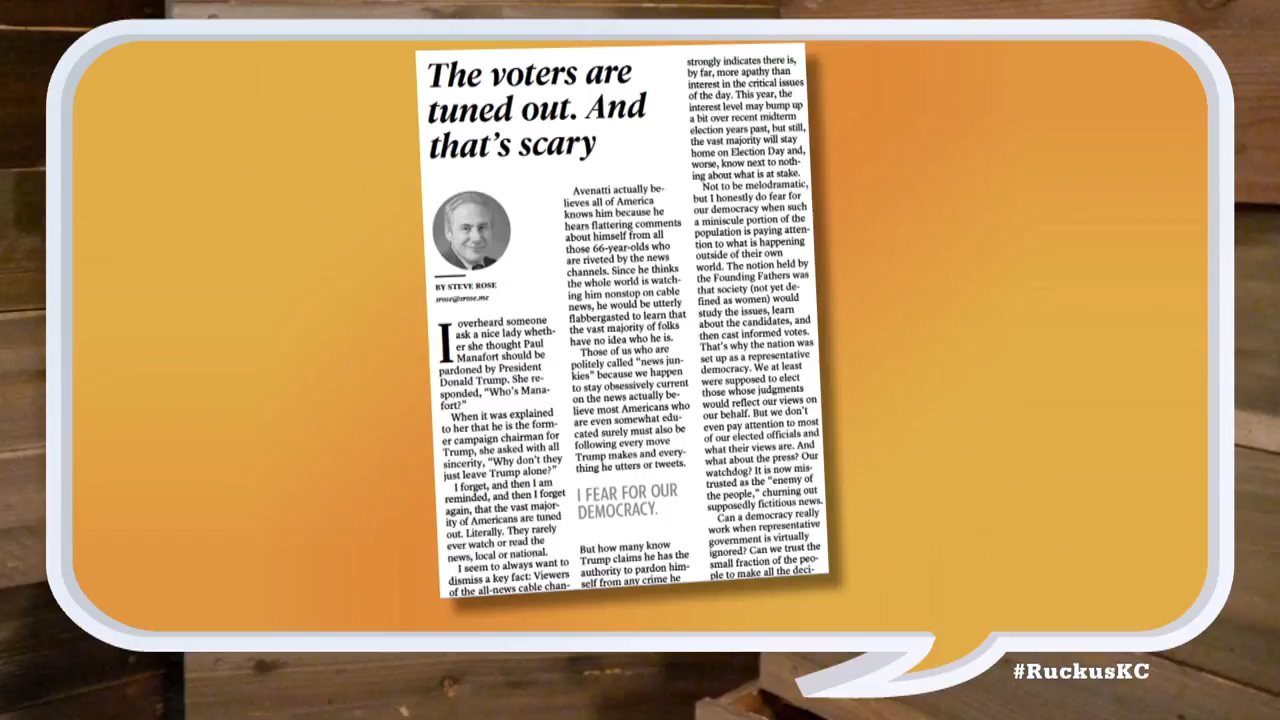 The voters are
tuned out. And
that's scary
BY STEVE ROSE
srose@srose.me
I overheard someone
ask a nice lady wheth-
er she thought Paul
Manafort should be
pardoned by President
Donald Trump. She re-
sponded, "Who's Mana-
fort?"
When it was explained
to her that he is the form-
er campaign chairman for
Trump, she asked with all
sincerity, "Why don't they
just leave Trump alone?"
I forget, and then I am
reminded, and then I forget
again, that the vast major-
ity of Americans are tuned
out. Literally. They rarely
ever watch or read the
news, local or national.
I seem to always want to
dismiss a key fact: Viewers
of the all-news cable chan-
Avenatti actually be-
lieves all of America
knows him because he
hears flattering comments
about himself from all
those 66-year-olds who
are riveted by the news
channels. Since he thinks
the whole world is watch-
ing him nonstop on cable
news, he would be utterly
flabbergasted to learn that
the vast majority of folks
have no idea who he is.
Those of us who are
politely called "news jun-
kies" because we happen
to stay obsessively current
on the news actually be-
lieve most Americans who
are even somewhat edu-
cated surely must also be
following every move
Trump makes and every-
thing he utters or tweets.
I FEAR FOR OUR
DEMOCRACY.
But how many know
Trump claims he has the
authority to pardon him-
self from any crime he
strongly indicates there is,
by far, more apathy than
interest in the critical issues
of the day. This year, the
interest level may bump up
a bit over recent midterm
election years past, but still,
the vast majority will stay
home on Election Day and,
worse, know next to noth-
ing about what is at stake.
Not to be melodramatic,
but I honestly do fear for
our democracy when such
a miniscule portion of the
population is paying atten-
tion to what is happening
outside of their own
world. The notion held by
the Founding Fathers was
that society (not yet de-
fined as women) would
study the issues, learn
about the candidates, and
then cast informed votes.
That's why the nation was
set up as a representative
democracy. We at least
were supposed to elect
those whose judgments
would reflect our views on
our behalf. But we don't
even pay attention to most
of our elected officials and
what their views are. And
what about the press? Our
watchdog? It is now mis-
trusted as the "enemy of
the people," churning out
supposedly fictitious news.
Can a democracy really
work when representative
government is virtually
ignored? Can we trust the
small fraction of the peo-
ple to make all the deci-
#RuckusKC